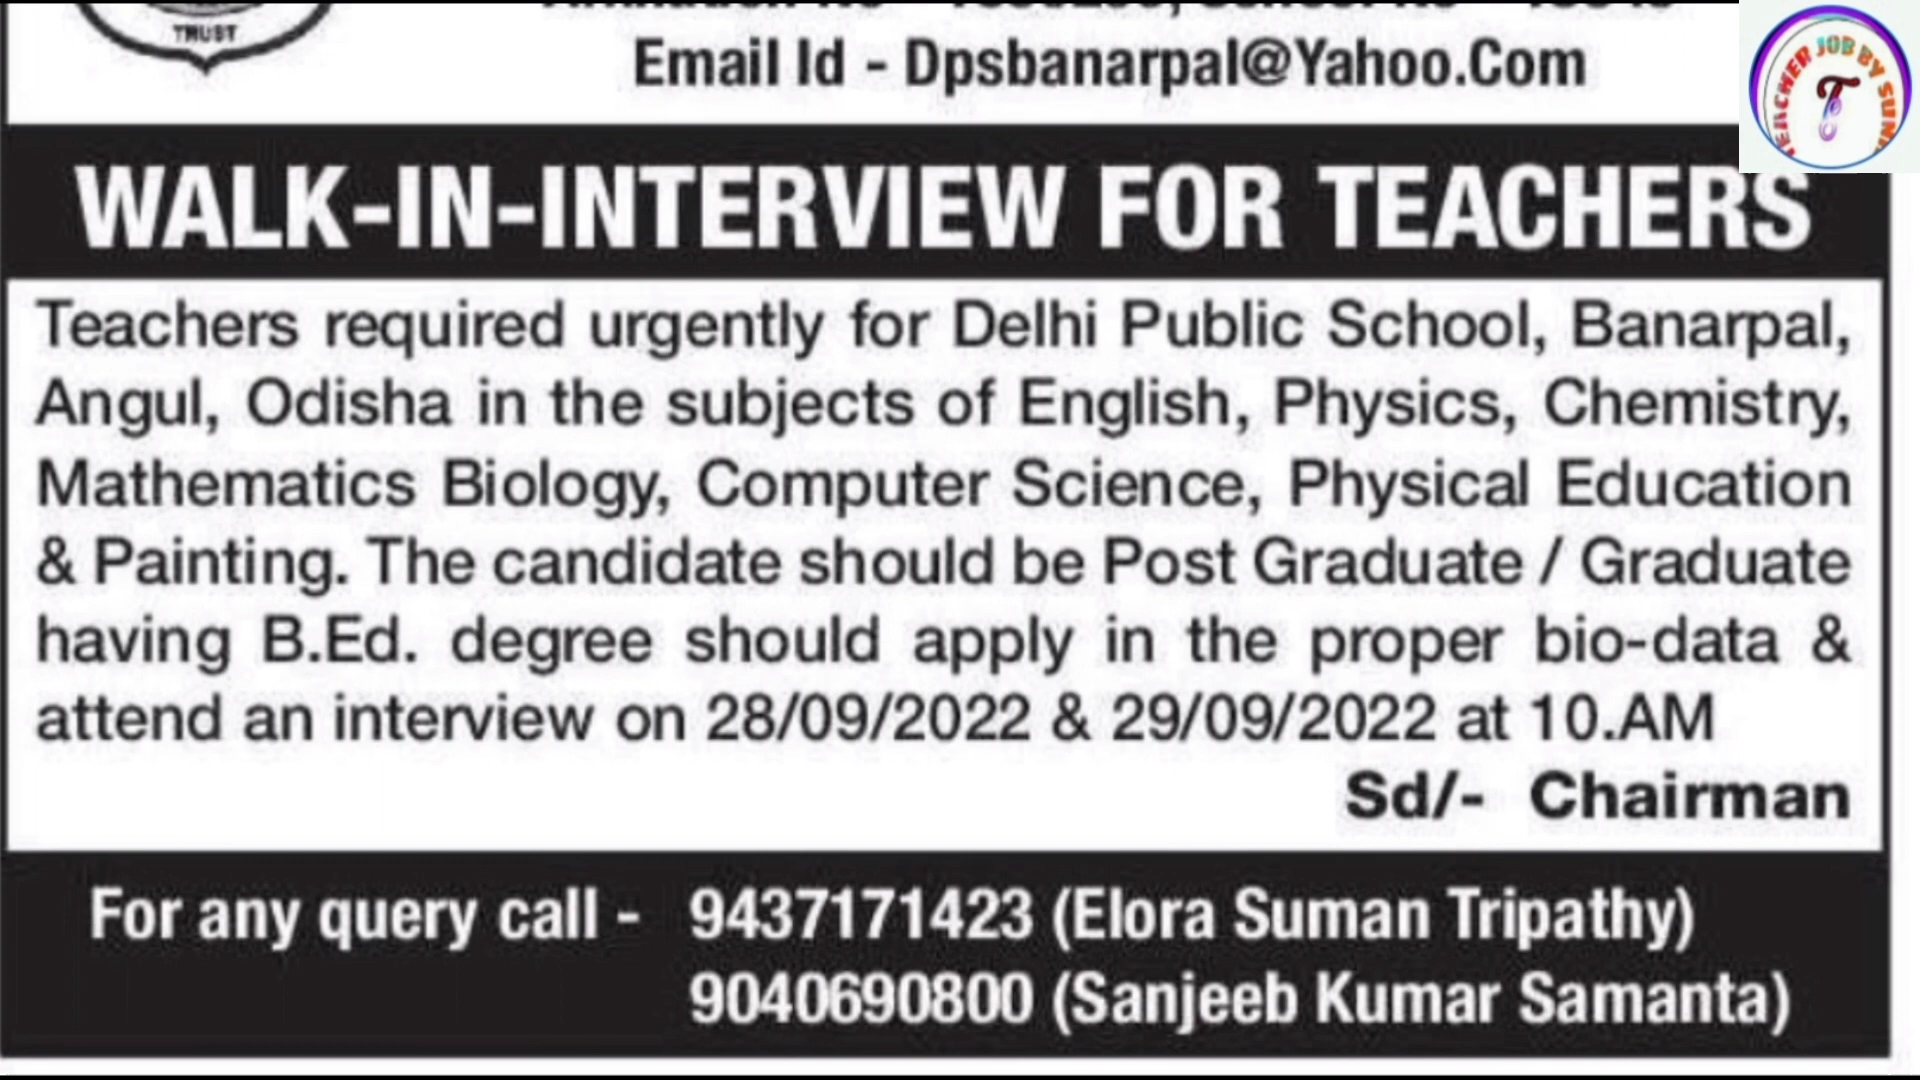 TRUST
Email Id - Dpsbanarpal@Yahoo.Com
TEACHER JOB BY
T
WALK-IN-INTERVIEW FOR TEACHERS
Teachers required urgently for Delhi Public School, Banarpal,
Angul, Odisha in the subjects of English, Physics, Chemistry,
Mathematics Biology, Computer Science, Physical Education
& Painting. The candidate should be Post Graduate / Graduate
having B.Ed. degree should apply in the proper bio-data &
attend an interview on 28/09/2022 & 29/09/2022 at 10.AM
Sd/- Chairman
For any query call - 9437171423 (Elora Suman Tripathy)
9040690800 (Sanjeeb Kumar Samanta)